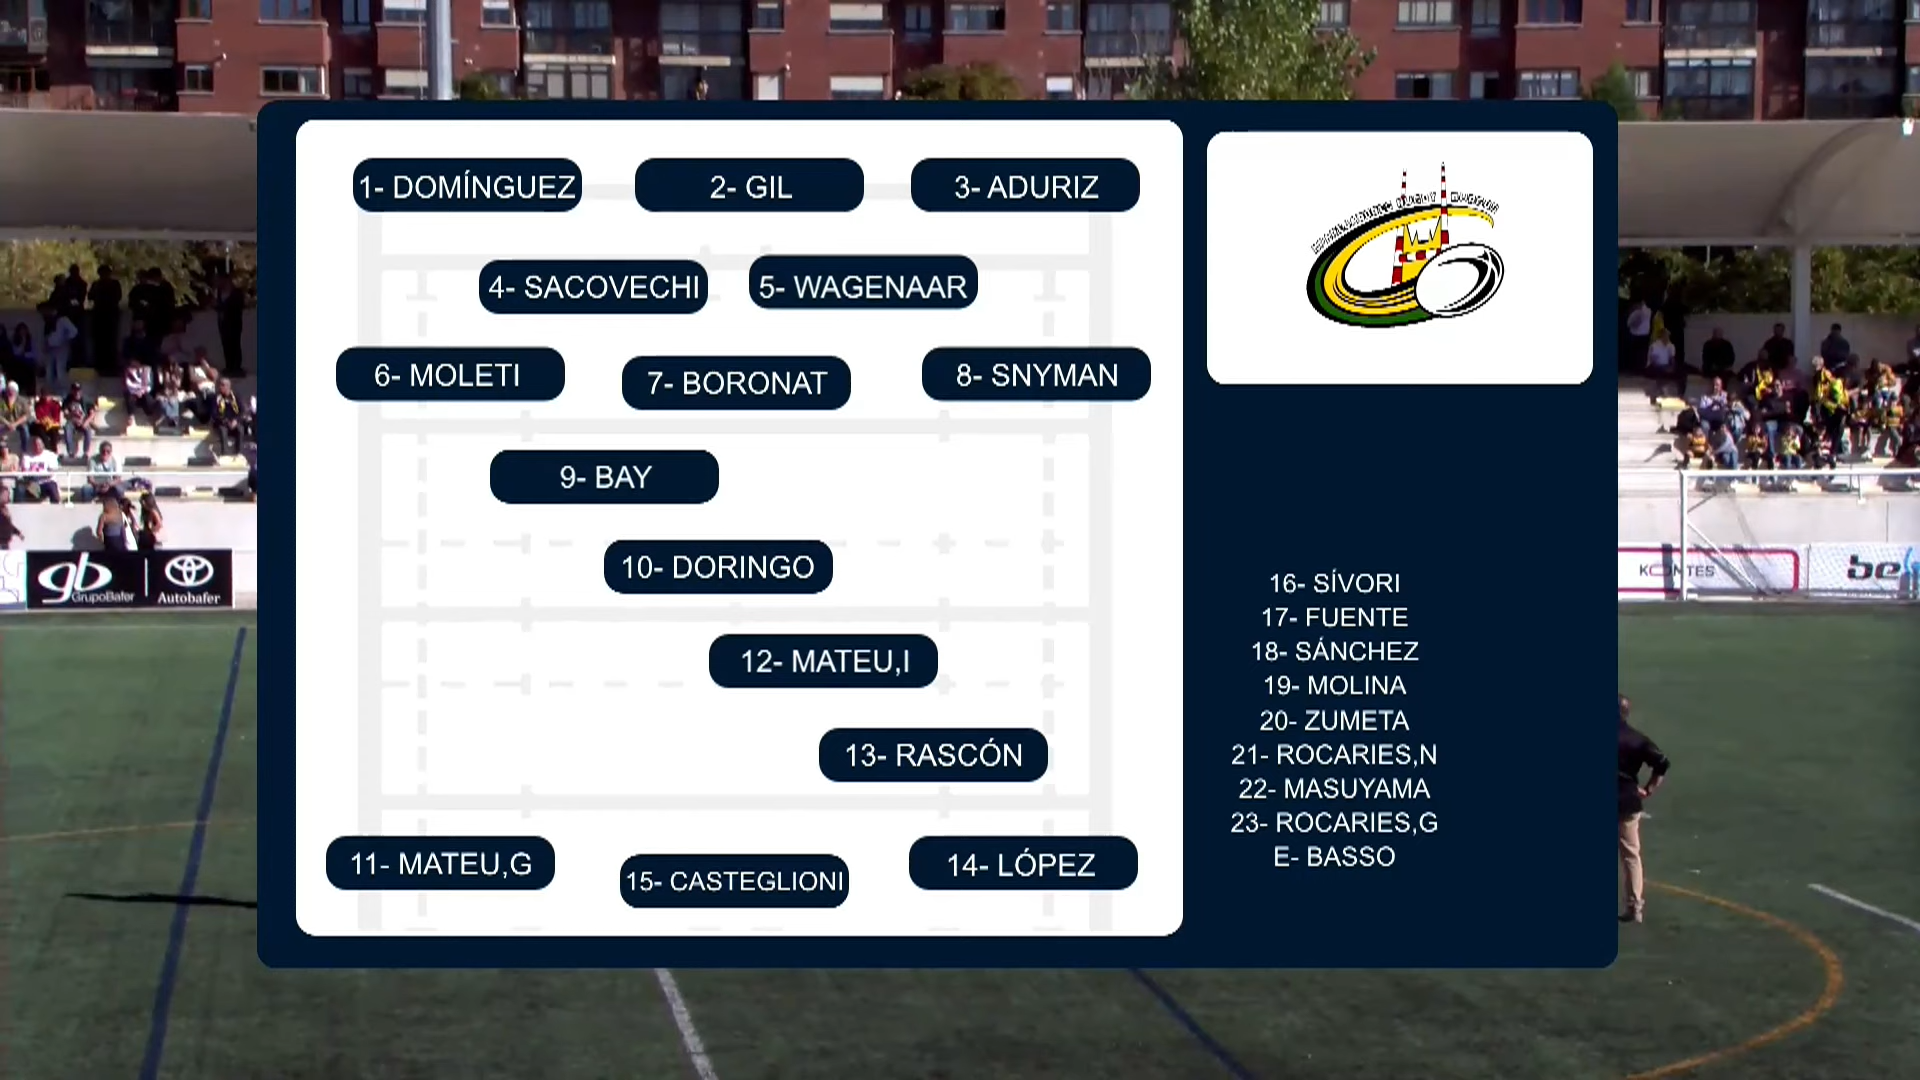 1- DOMÍNGUEZ
2- GIL
3- ADURIZ
4- SACOVECHI
5- WAGENAAR
6- MOLETI
7- BORONAT
8- SNYMAN
9- BAY
10- DORINGO
12- MATEU,I
13- RASCÓN
11- MATEU,G
15- CASTEGLIONI
14- LÓPEZ
16- SÍVORI
17- FUENTE
18- SÁNCHEZ
19- MOLINA
20- ZUMETA
21- ROCARIES,N
22- MASUYAMA
23- ROCARIES,G
E- BASSO
gb
GrupoBafer
Autobafer